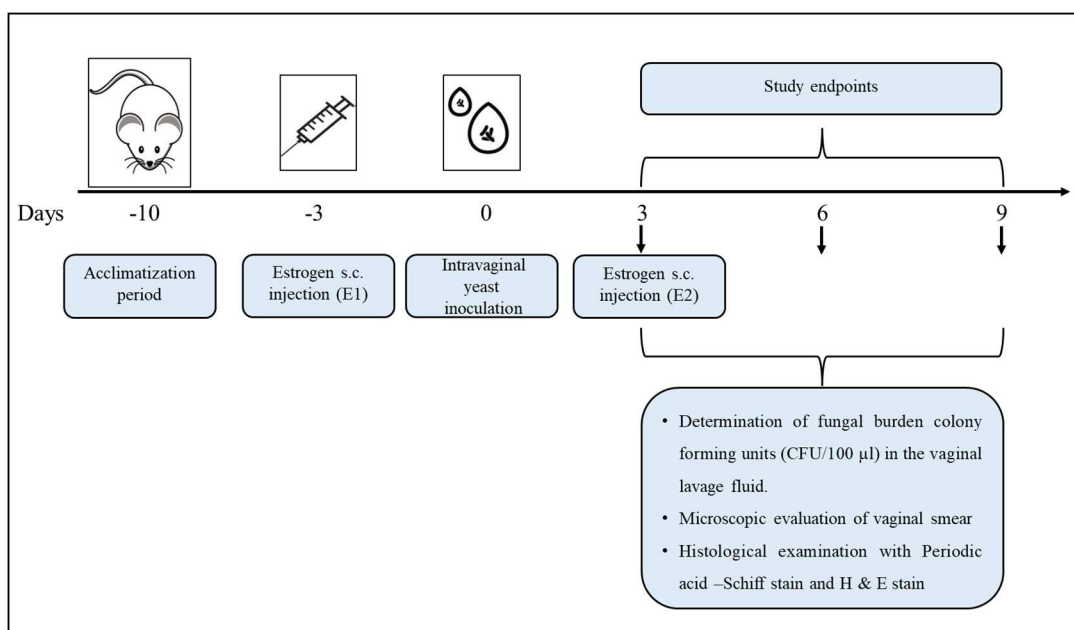 Study endpoints
Days
-10
-3
0
3
6
9
Acclimatization
period
Estrogen s.c.
injection (E1)
Intravaginal
yeast
inoculation
Estrogen s.c.
injection (E2)
• Determination of fungal burden colony
forming units (CFU/100 µl) in the vaginal
lavage fluid.
• Microscopic evaluation of vaginal smear
• Histological examination with Periodic
acid –Schiff stain and H & E stain